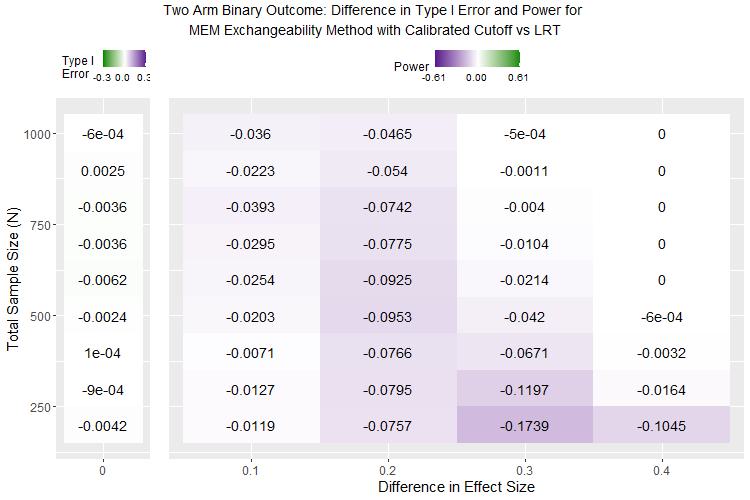 Two Arm Binary Outcome: Difference in Type I Error and Power for
MEM Exchangeability Method with Calibrated Cutoff vs LRT
Type I
Error
-0.3 0.0 0.3
Power
-0.61 0.00 0.61
Total Sample Size (N)
1000 -6e-04 -0.036 -0.0465 -5e-04 0
0.0025 -0.0223 -0.054 -0.0011 0
750 -0.0036 -0.0393 -0.0742 -0.004 0
-0.0036 -0.0295 -0.0775 -0.0104 0
-0.0062 -0.0254 -0.0925 -0.0214 0
500 -0.0024 -0.0203 -0.0953 -0.042 -6e-04
1e-04 -0.0071 -0.0766 -0.0671 -0.0032
-9e-04 -0.0127 -0.0795 -0.1197 -0.0164
250 -0.0042 -0.0119 -0.0757 -0.1739 -0.1045
0 0.1 0.2 0.3 0.4
Difference in Effect Size